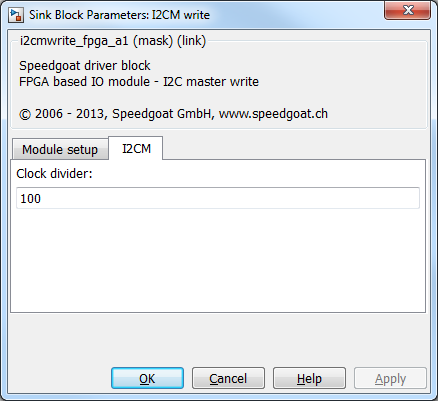 Sink Block Parameters: I2CM write
i2cmwrite_fpga_a1 (mask) (link)
Speedgoat driver block
FPGA based IO module - I2C master write
© 2006 - 2013, Speedgoat GmbH, www.speedgoat.ch
Module setup I2CM
Clock divider:
100
OK Cancel Help Apply